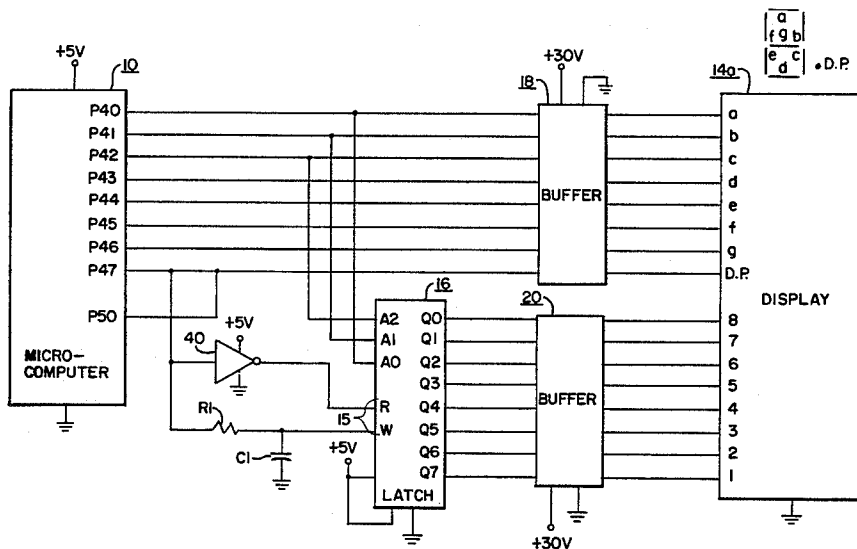 a
f g b
e c
d
.D.P.
+5V
10
+30V
18
14a
P40
P41
P42
P43
P44
P45
P46
P47
P50
MICRO-
COMPUTER
BUFFER
a
b
c
d
e
f
g
D.P.
DISPLAY
8
7
6
5
4
3
2
1
16
20
40
+5V
A2
A1
A0
R
15
W
Q0
Q1
Q2
Q3
Q4
Q5
Q6
Q7
LATCH
BUFFER
R1
C1
+5V
+30V